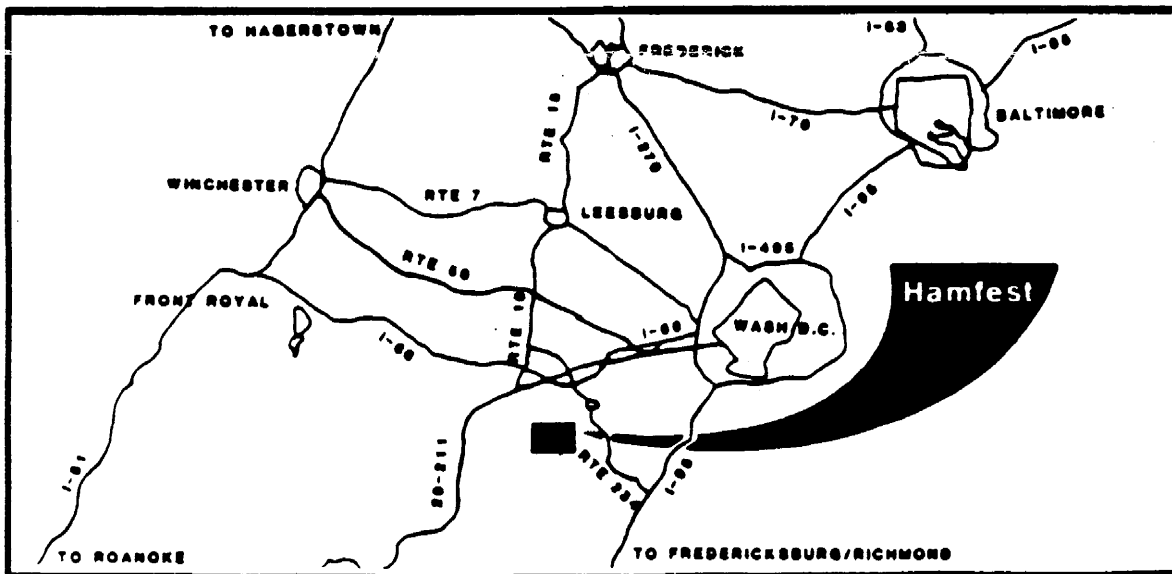 TO HAGERSTOWN
FREDERICK
I-83
I-95
RTE 15
I-70
BALTIMORE
I-270
WINCHESTER
RTE 7
LEESBURG
I-95
I-495
RTE 50
Hamfest
FRONT ROYAL
RTE 15
I-66
WASH D.C.
I-66
I-81
29-211
RTE 234
I-95
TO ROANOKE
TO FREDERICKSBURG/RICHMOND